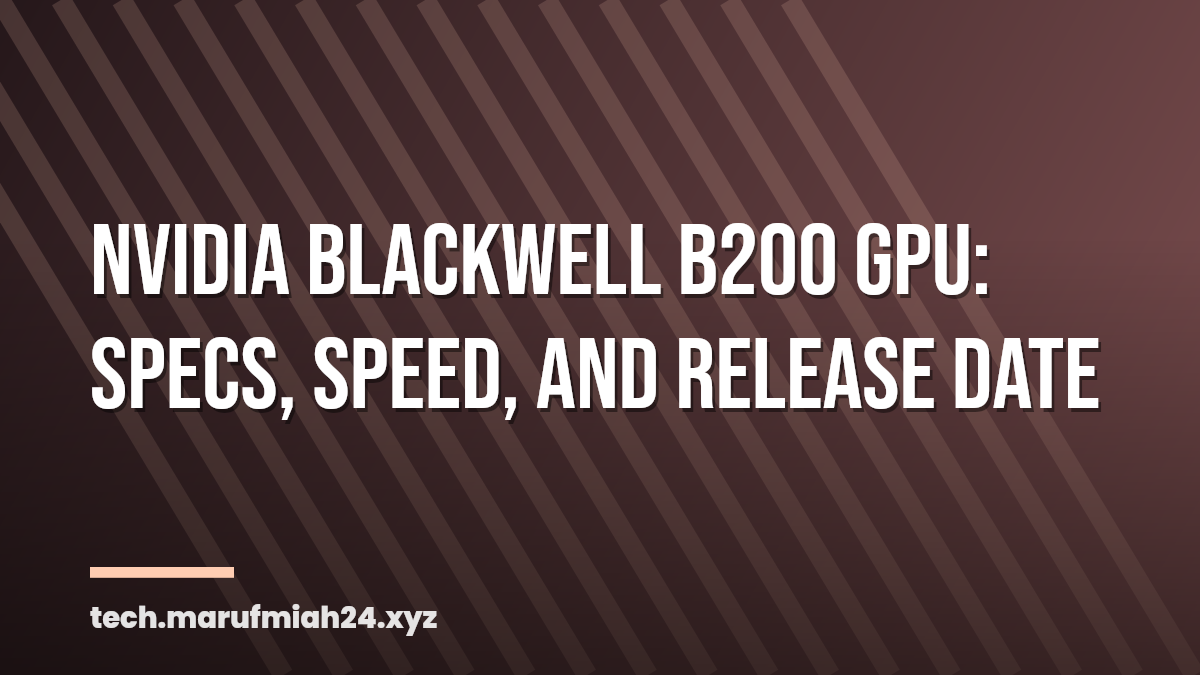 NVIDIA BLACKWELL B200 GPU:
SPECS, SPEED, AND RELEASE DATE
tech.marufmiah24.xyz